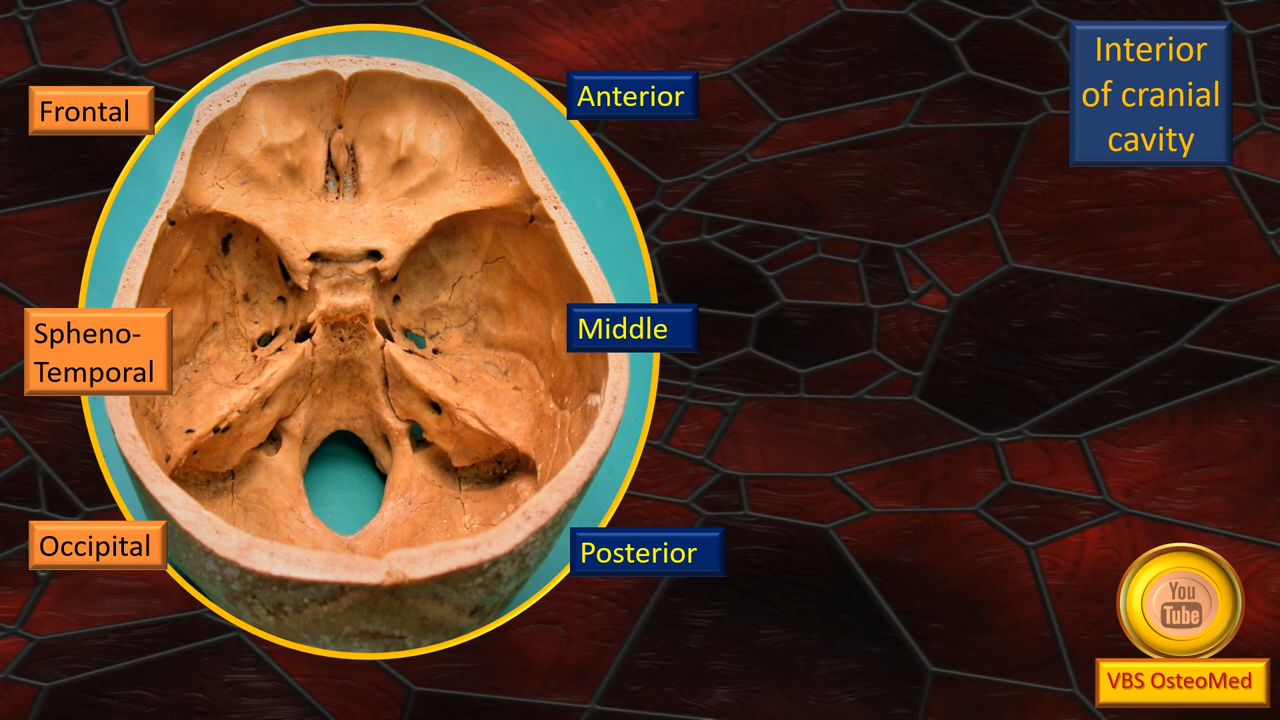 Frontal
Anterior
Interior
of cranial
cavity
Spheno-
Temporal
Middle
Occipital
Posterior
You
Tube
VBS OsteoMed